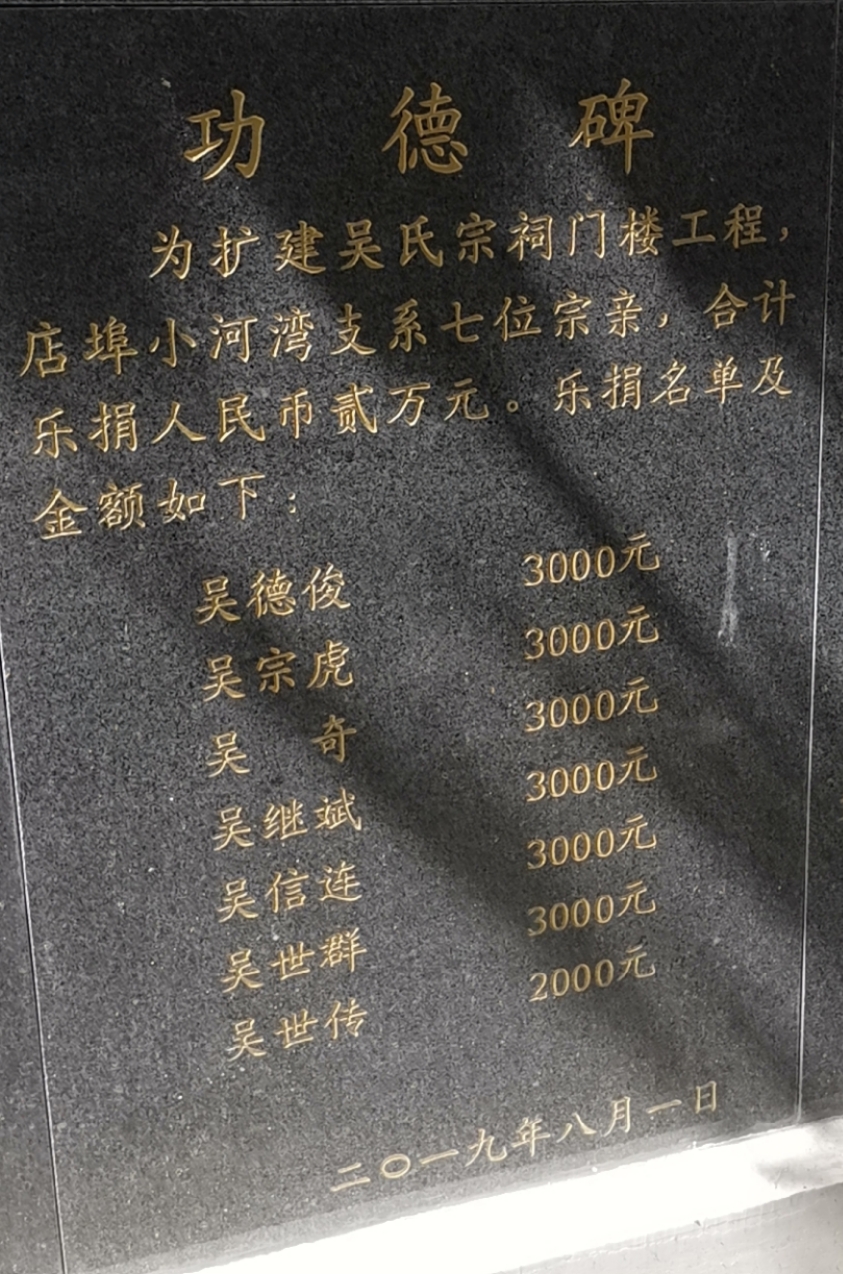 功德碑
为扩建吴氏宗祠门楼工程，
店埠小河湾支系七位宗亲，合计
乐捐人民币贰万元。乐捐名单及
金额如下：
吴德俊 3000元
吴宗虎 3000元
吴奇 3000元
吴继斌 3000元
吴信连 3000元
吴世群 3000元
吴世传 2000元
二〇一九年八月一日